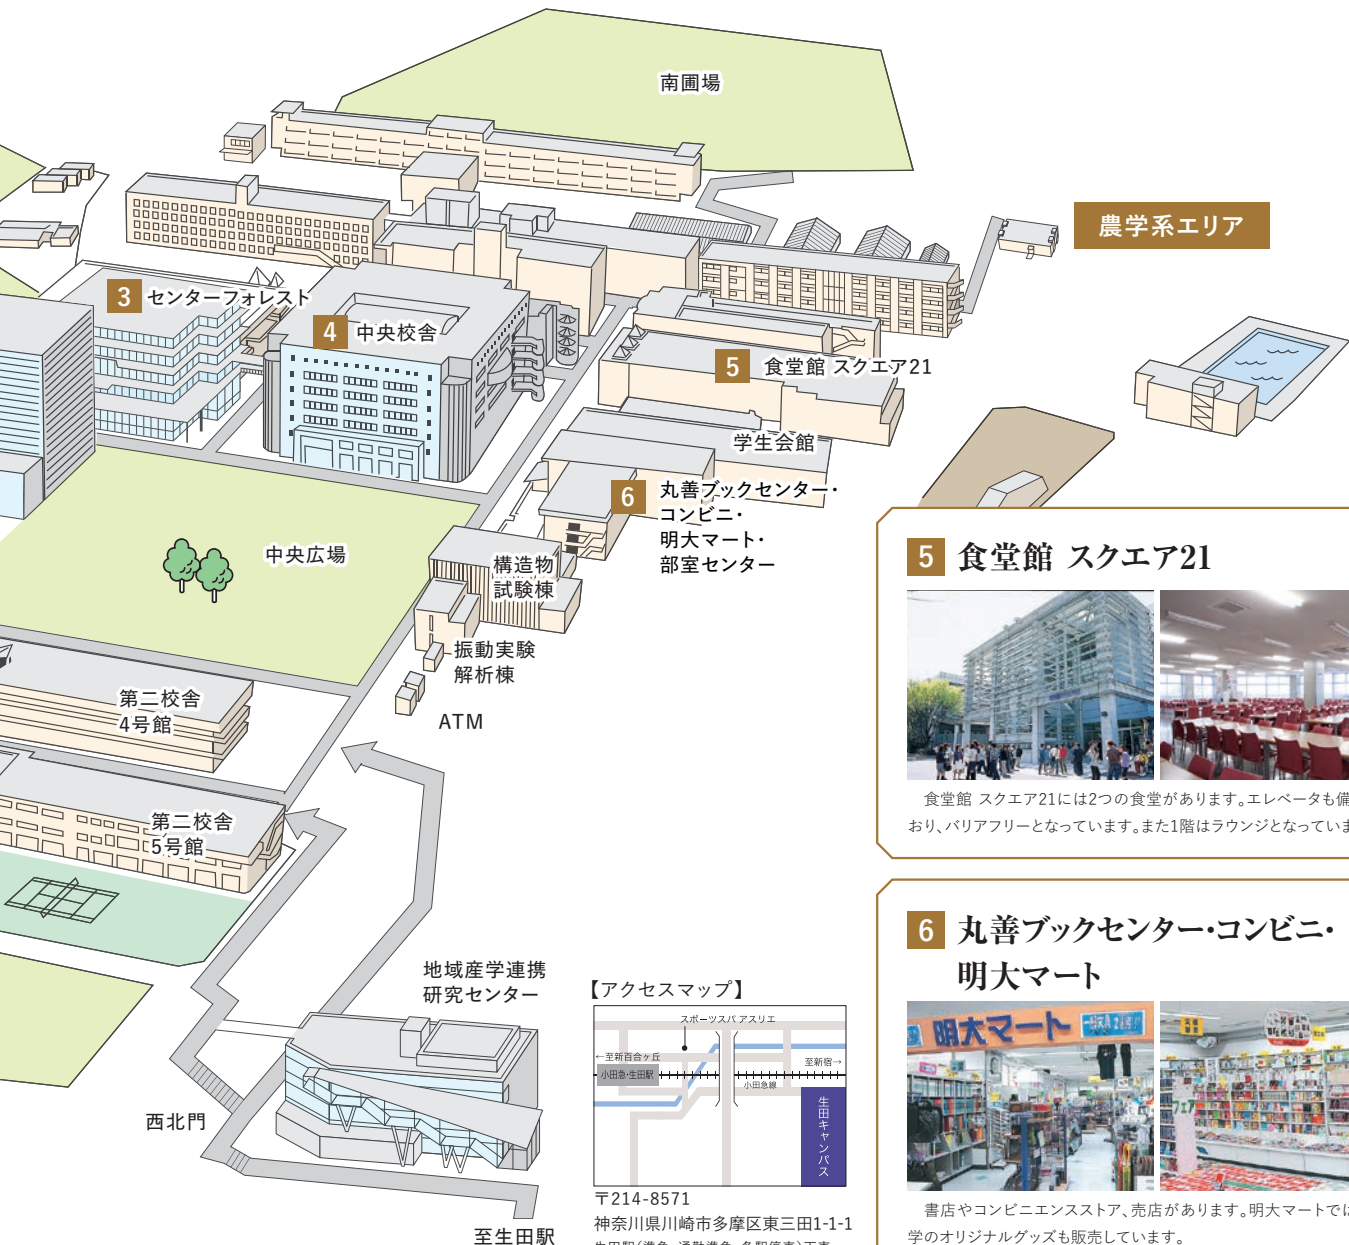 南圃場
農学系エリア
3 センターフォレスト
4 中央校舎
5 食堂館 スクエア21
学生会館
6 丸善ブックセンター・
コンビニ・
明大マート・
部室センター
中央広場
構造物
試験棟
振動実験
解析棟
ATM
第二校舎
4号館
第二校舎
5号館
地域産学連携
研究センター
西北門
至生田駅
【アクセスマップ】
スポーツスパ アスリエ
←至新百合ヶ丘
至新宿→
小田急・生田駅
小田急線
生田キャンパス
〒214-8571
神奈川県川崎市多摩区東三田1-1-1
5 食堂館 スクエア21
食堂館 スクエア21には2つの食堂があります。エレベータも備
おり、バリアフリーとなっています。また1階はラウンジとなっていま
6 丸善ブックセンター・コンビニ・
明大マート
明大マート
書店やコンビニエンスストア、売店があります。明大マートでは
学のオリジナルグッズも販売しています。